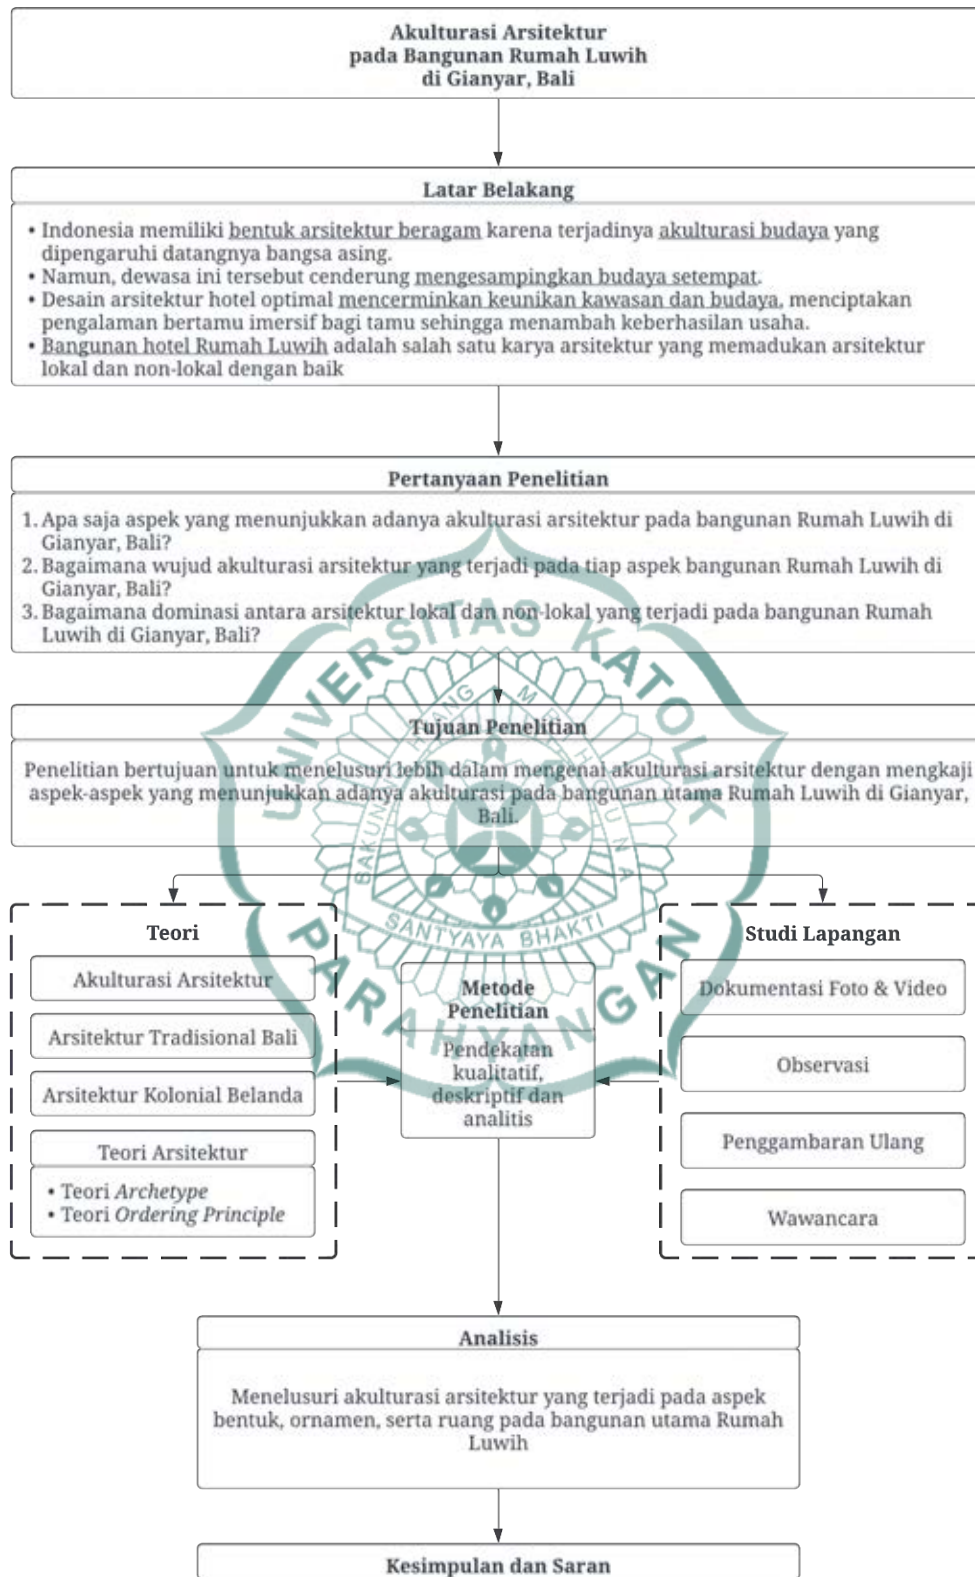 Akulturasi Arsitektur
pada Bangunan Rumah Luwih
di Gianyar, Bali
Latar Belakang
• Indonesia memiliki bentuk arsitektur beragam karena terjadinya akulturasi budaya yang
dipengaruhi datangnya bangsa asing.
• Namun, dewasa ini tersebut cenderung mengesampingkan budaya setempat.
• Desain arsitektur hotel optimal mencerminkan keunikan kawasan dan budaya, menciptakan
pengalaman bertamu imersif bagi tamu sehingga menambah keberhasilan usaha.
• Bangunan hotel Rumah Luwih adalah salah satu karya arsitektur yang memadukan arsitektur
lokal dan non-lokal dengan baik
Pertanyaan Penelitian
1. Apa saja aspek yang menunjukkan adanya akulturasi arsitektur pada bangunan Rumah Luwih di
Gianyar, Bali?
2. Bagaimana wujud akulturasi arsitektur yang terjadi pada tiap aspek bangunan Rumah Luwih di
Gianyar, Bali?
3. Bagaimana dominasi antara arsitektur lokal dan non-lokal yang terjadi pada bangunan Rumah
Luwih di Gianyar, Bali?
Tujuan Penelitian
Penelitian bertujuan untuk menelusuri lebih dalam mengenai akulturasi arsitektur dengan mengkaji
aspek-aspek yang menunjukkan adanya akulturasi pada bangunan utama Rumah Luwih di Gianyar,
Bali.
Teori
Akulturasi Arsitektur
Arsitektur Tradisional Bali
Arsitektur Kolonial Belanda
Teori Arsitektur
• Teori Archetype
• Teori Ordering Principle
Metode
Penelitian
Pendekatan
kualitatif,
deskriptif dan
analitis
Studi Lapangan
Dokumentasi Foto & Video
Observasi
Penggambaran Ulang
Wawancara
Analisis
Menelusuri akulturasi arsitektur yang terjadi pada aspek
bentuk, ornamen, serta ruang pada bangunan utama Rumah
Luwih
Kesimpulan dan Saran
UNIVERSITAS KATOLIK
PARAHYANGAN
SANTYAYA BHAKTI